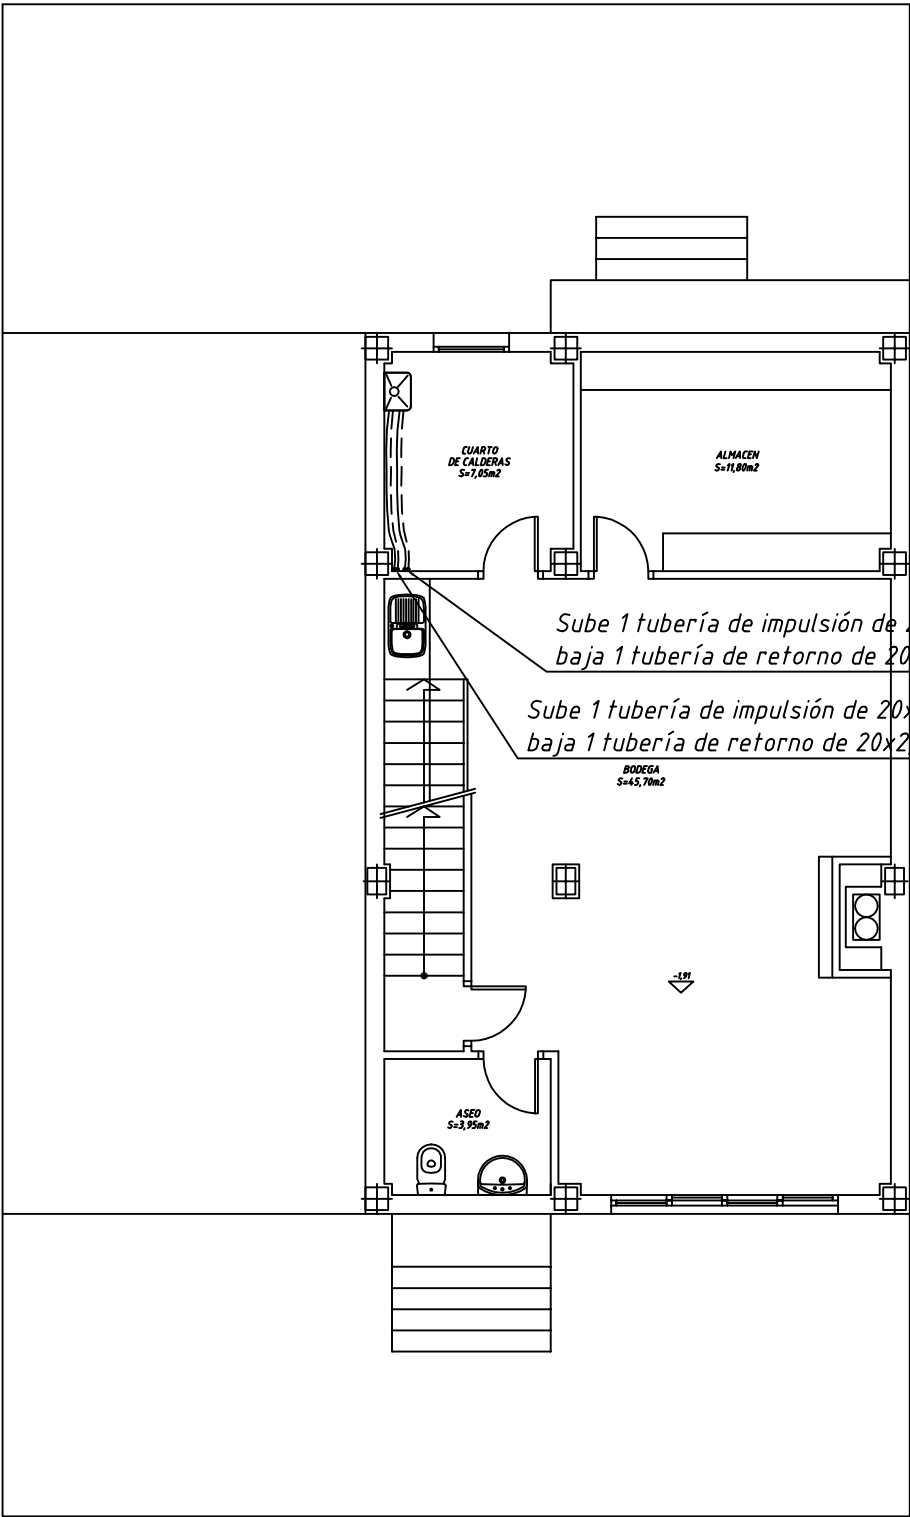 CUARTO
DE CALDERAS
S=7,05m2
ALMACEN
S=11,80m2
Sube 1 tubería de impulsión de
baja 1 tubería de retorno de 20
Sube 1 tubería de impulsión de 20x
baja 1 tubería de retorno de 20x2
BODEGA
S=45,70m2
-1,91
ASEO
S=3,95m2